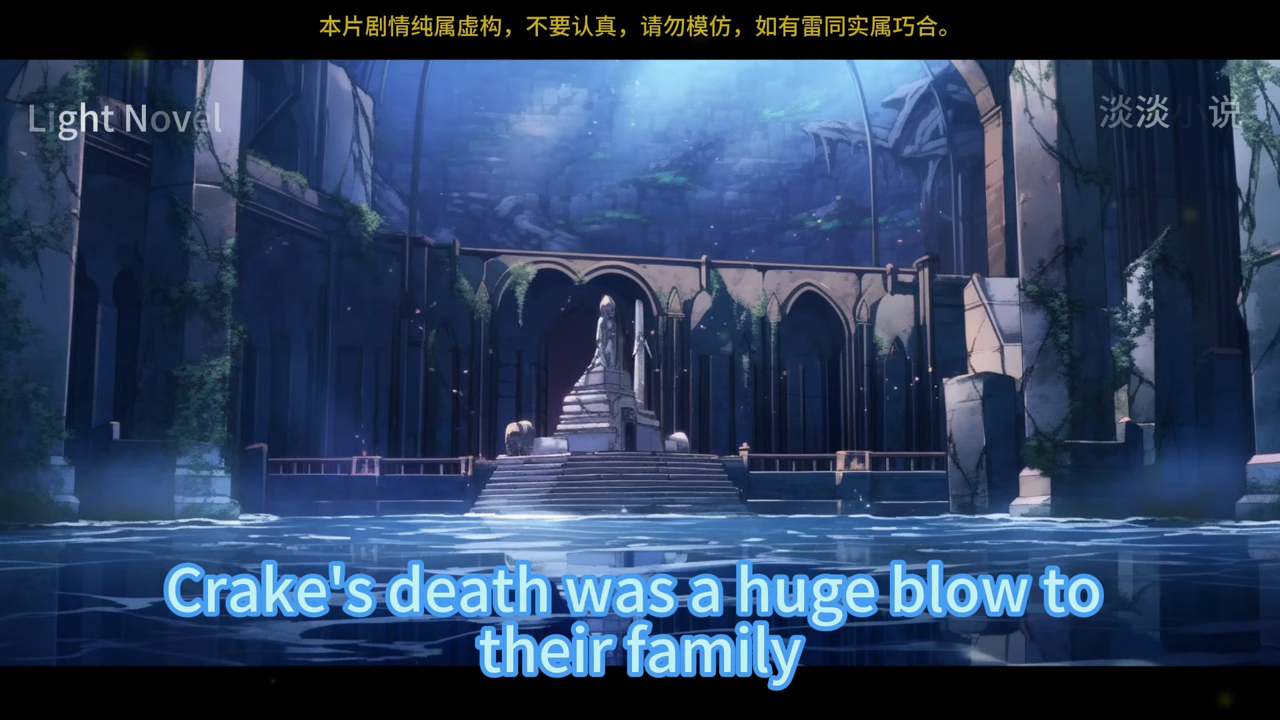 本片剧情纯属虚构，不要认真，请勿模仿，如有雷同实属巧合。
Light Novel
淡淡小说
Crake's death was a huge blow to
their family